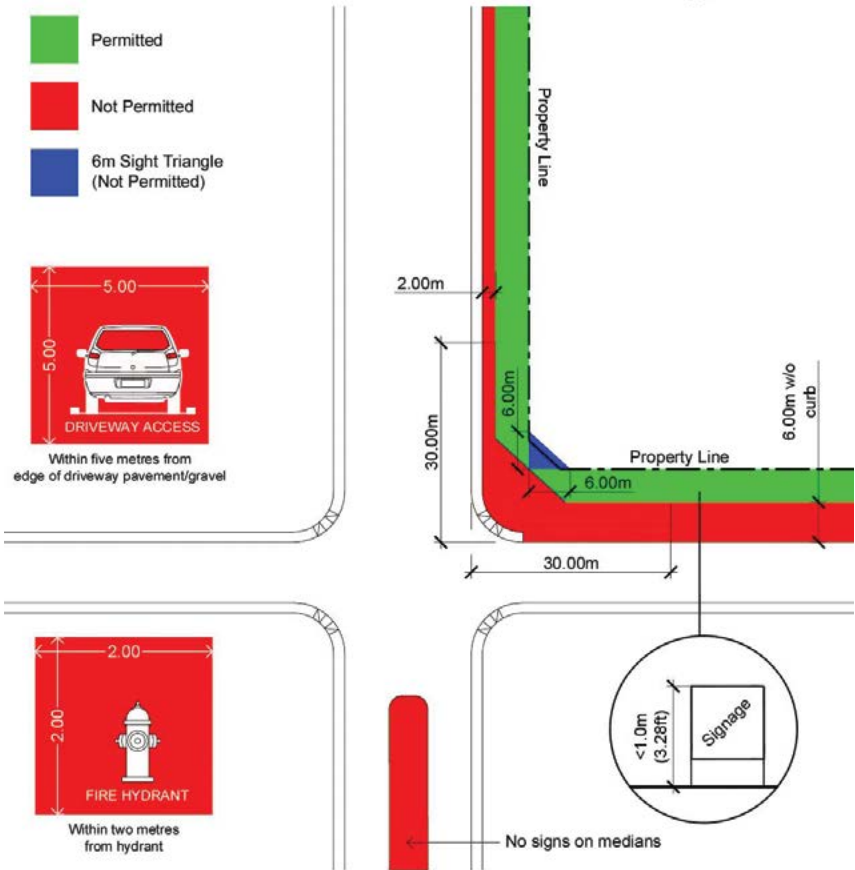 Permitted
Not Permitted
6m Sight Triangle
(Not Permitted)
5.00
5.00
DRIVEWAY ACCESS
Within five metres from
edge of driveway pavement/gravel
Property Line
2.00m
30.00m
6.00m
6.00m
Property Line
6.00m w/o
curb
30.00m
2.00
2.00
FIRE HYDRANT
Within two metres
from hydrant
<1.0m
(3.28ft)
Signage
No signs on medians